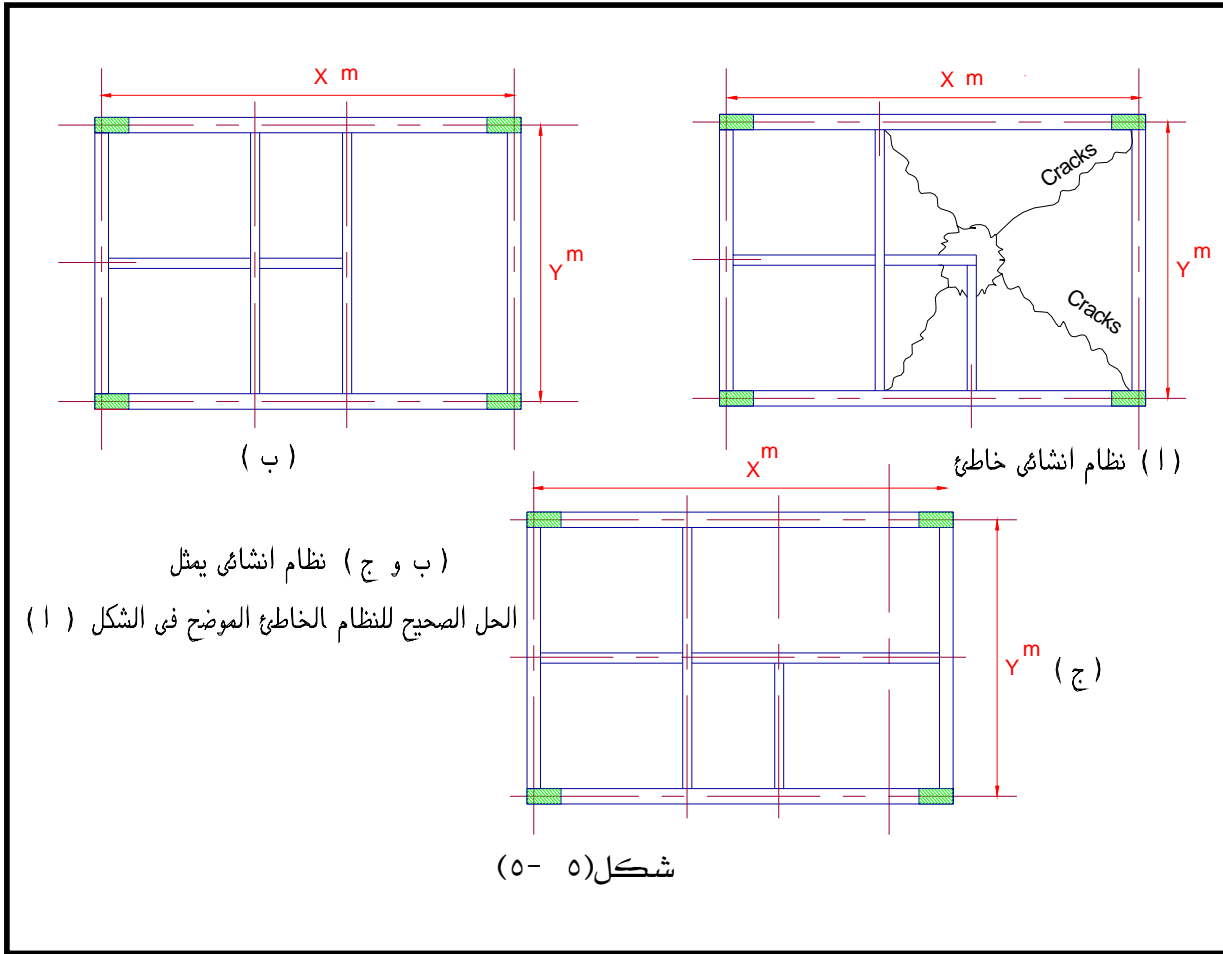 X m
Y m
Cracks
Cracks
( ا ) نظام انشائى خاطئ
X m
Y m
( ب )
X m
Y m
( ج )
( ب و ج ) نظام انشائى يمثل
الحل الصحيح للنظام الخاطئ الموضح فى الشكل ( ا )
شكل(٥ -٥)